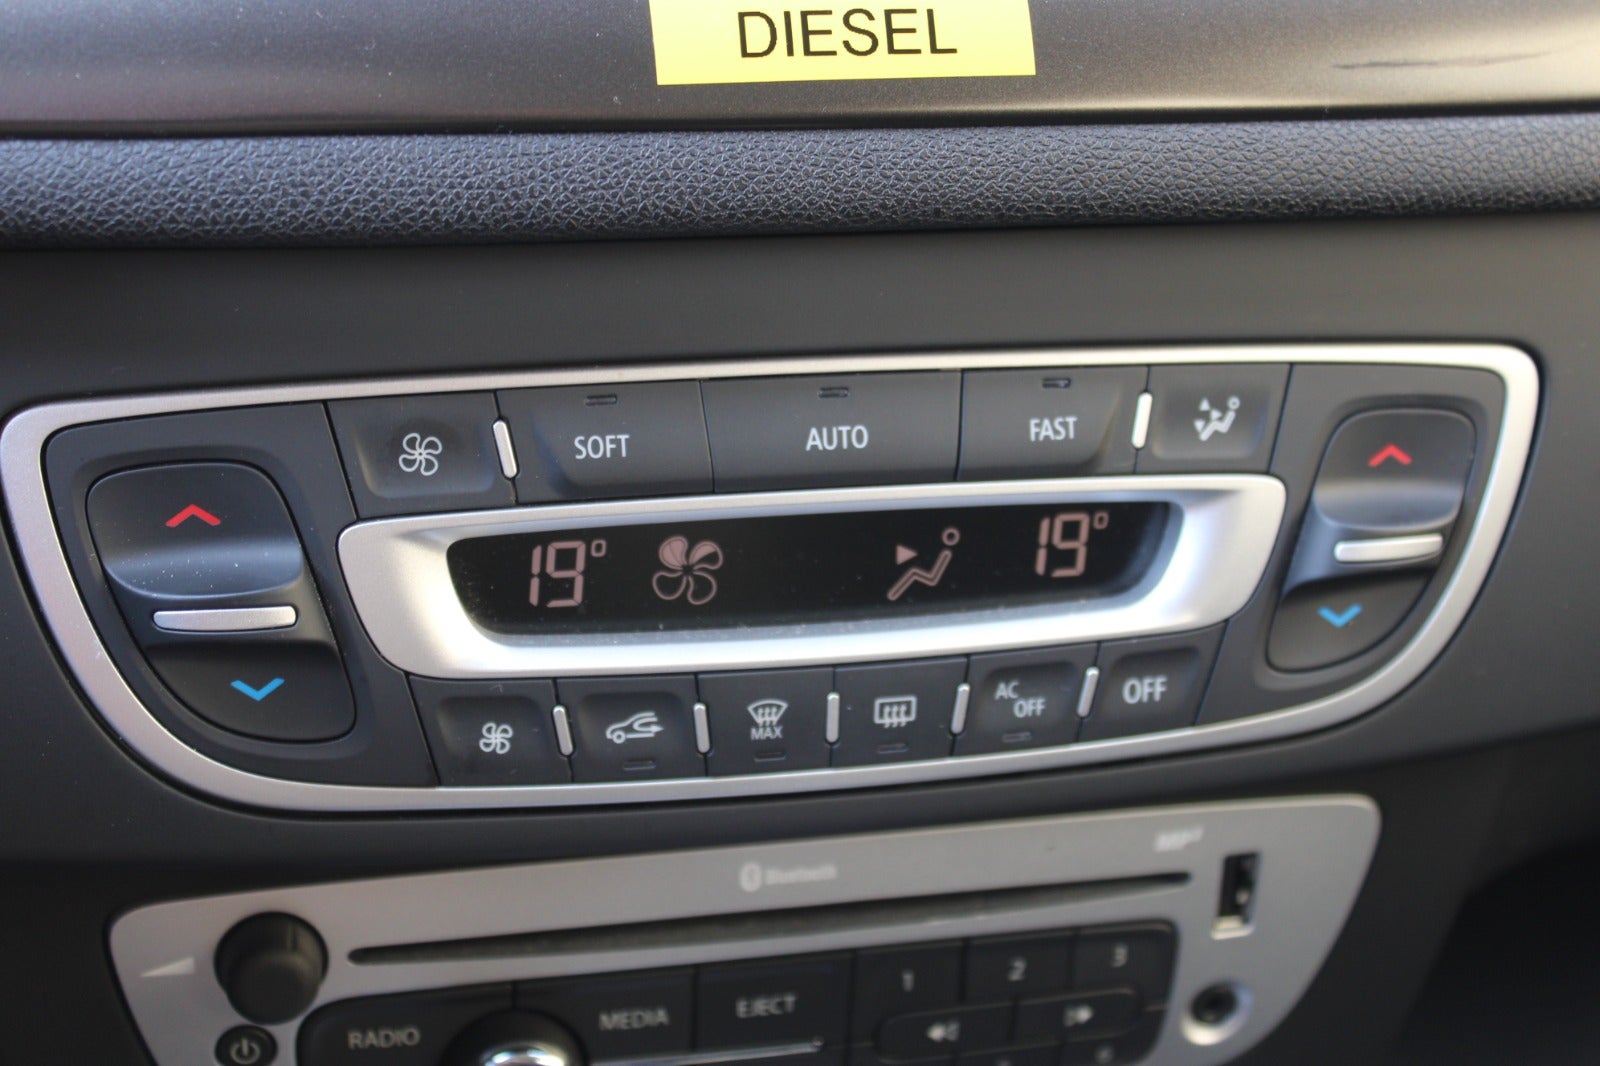 DIESEL
SOFT AUTO FAST
19° 19°
MAX
AC OFF OFF
Bluetooth
1 2 3
RADIO MEDIA EJECT